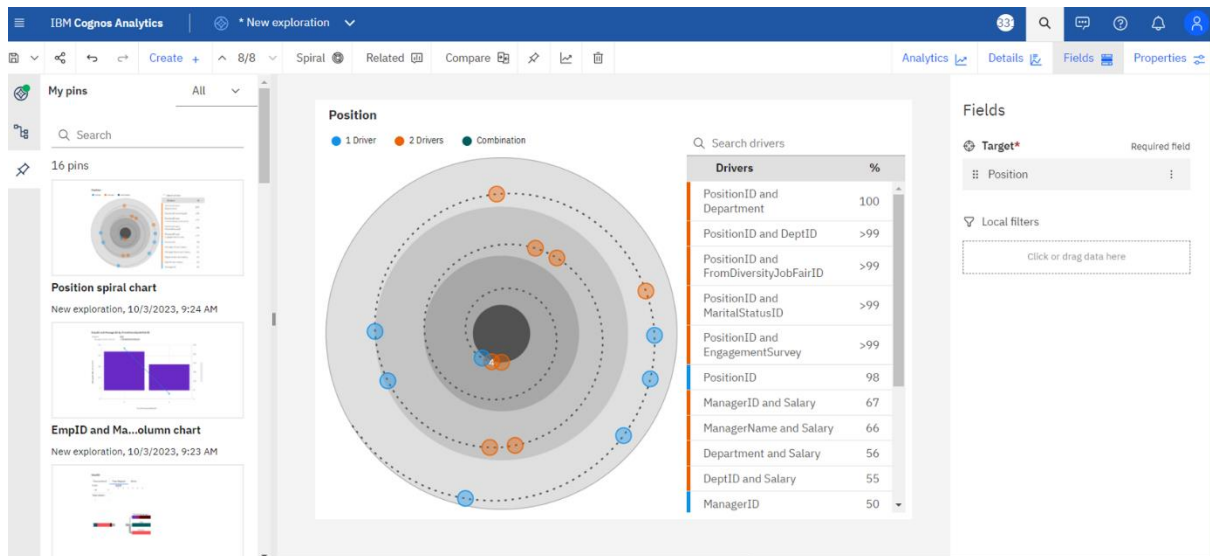 IBM Cognos Analytics
* New exploration
Create +
8/8
Spiral
Related
Compare
Analytics
Details
Fields
Properties
My pins
All
Search
16 pins
Position spiral chart
New exploration, 10/3/2023, 9:24 AM
EmpID and Ma...olumn chart
New exploration, 10/3/2023, 9:23 AM
Position
1 Driver
2 Drivers
Combination
4
Search drivers
Drivers %
PositionID and
Department 100
PositionID and DeptID >99
PositionID and
FromDiversityJobFairID >99
PositionID and
MaritalStatusID >99
PositionID and
EngagementSurvey >99
PositionID 98
ManagerID and Salary 67
ManagerName and Salary 66
Department and Salary 56
DeptID and Salary 55
ManagerID 50
Fields
Target*
Required field
Position
Local filters
Click or drag data here